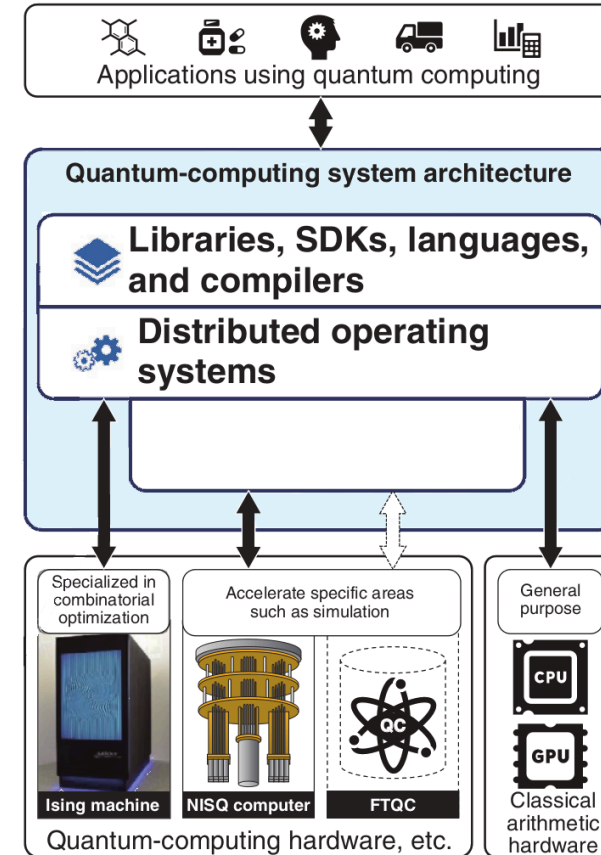 Applications using quantum computing
Quantum-computing system architecture
Libraries, SDKs, languages,
and compilers
Distributed operating
systems
Specialized in
combinatorial
optimization
Accelerate specific areas
such as simulation
General
purpose
QC
CPU
GPU
Ising machine
NISQ computer
FTQC
Classical
arithmetic
hardware
Quantum-computing hardware, etc.